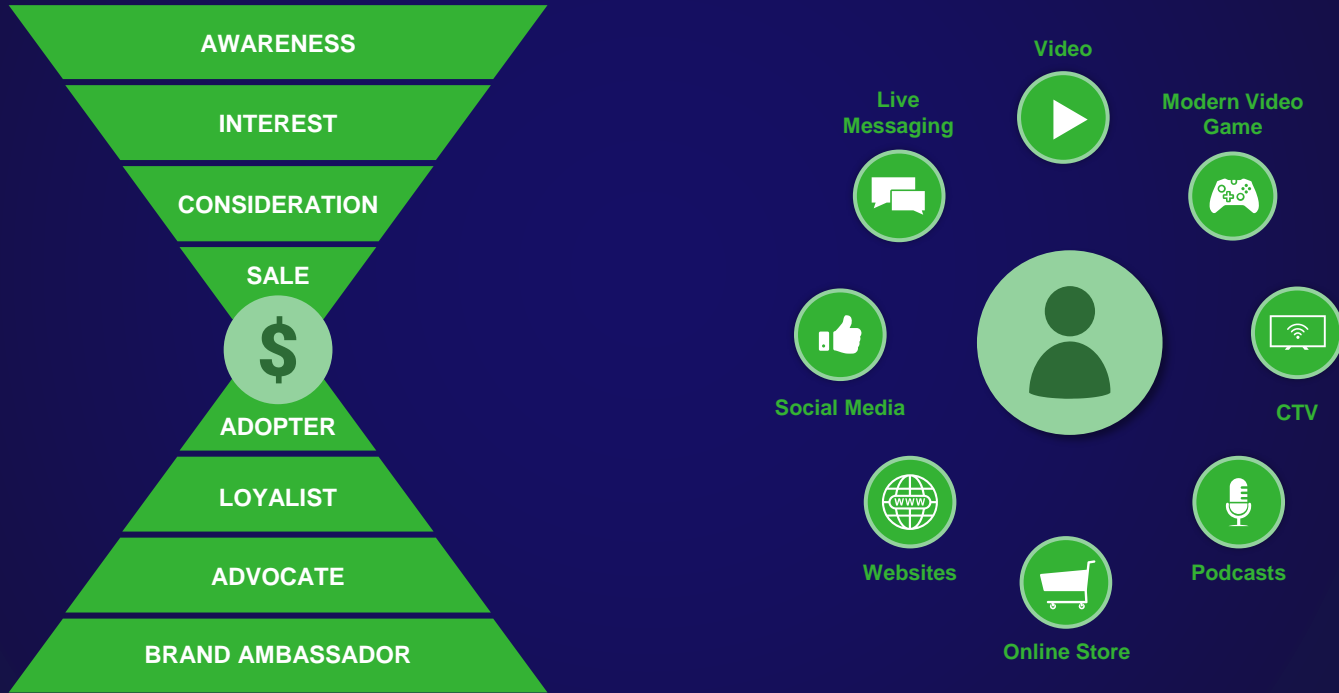 AWARENESS
INTEREST
CONSIDERATION
SALE
$
ADOPTER
LOYALIST
ADVOCATE
BRAND AMBASSADOR
Video
Live
Messaging
Modern Video
Game
Social Media
CTV
WWW
Websites
Podcasts
Online Store